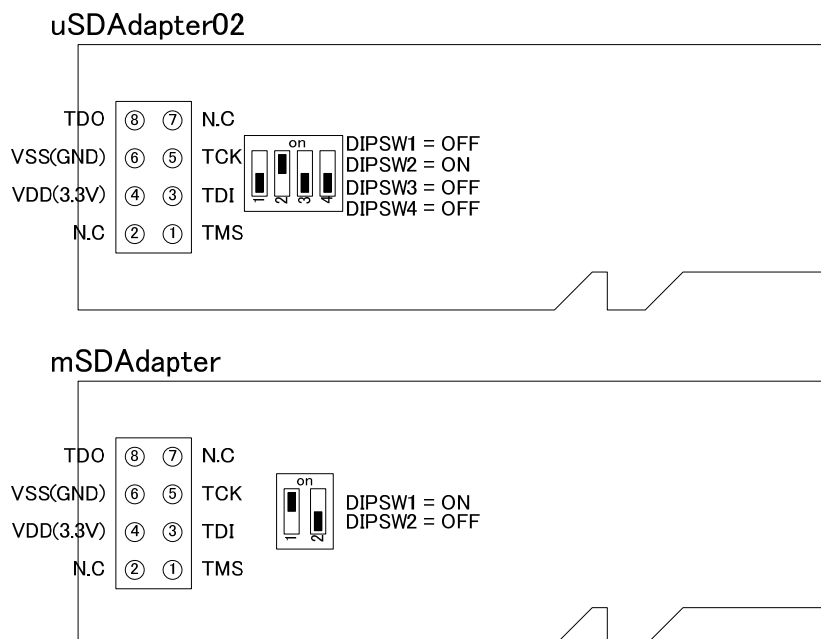 uSDAdapter02
TDO ⑧ ⑦ N.C
VSS(GND) ⑥ ⑤ TCK
VDD(3.3V) ④ ③ TDI
N.C ② ① TMS
on
1 2 3 4
DIPSW1 = OFF
DIPSW2 = ON
DIPSW3 = OFF
DIPSW4 = OFF
mSDAdapter
TDO ⑧ ⑦ N.C
VSS(GND) ⑥ ⑤ TCK
VDD(3.3V) ④ ③ TDI
N.C ② ① TMS
on
1 2
DIPSW1 = ON
DIPSW2 = OFF